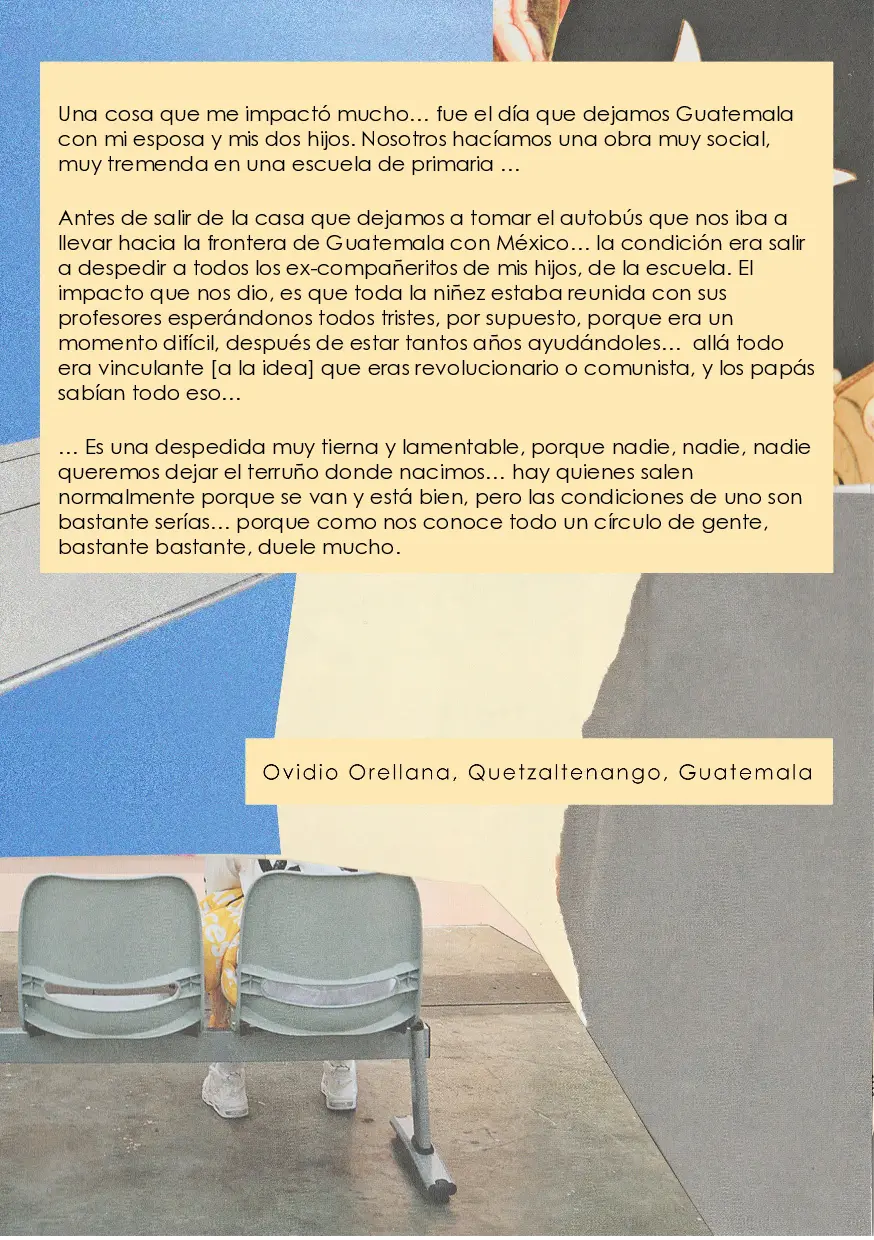 Una cosa que me impactó mucho… fue el día que dejamos Guatemala
con mi esposa y mis dos hijos. Nosotros hacíamos una obra muy social,
muy tremenda en una escuela de primaria …
Antes de salir de la casa que dejamos a tomar el autobús que nos iba a
llevar hacia la frontera de Guatemala con México… la condición era salir
a despedir a todos los ex-compañeritos de mis hijos, de la escuela. El
impacto que nos dio, es que toda la niñez estaba reunida con sus
profesores esperándonos todos tristes, por supuesto, porque era un
momento difícil, después de estar tantos años ayudándoles… allá todo
era vinculante [a la idea] que eras revolucionario o comunista, y los papás
sabían todo eso…
… Es una despedida muy tierna y lamentable, porque nadie, nadie, nadie
queremos dejar el terruño donde nacimos… hay quienes salen
normalmente porque se van y está bien, pero las condiciones de uno son
bastante serías… porque como nos conoce todo un círculo de gente,
bastante bastante, duele mucho.
Ovidio Orellana, Quetzaltenango, Guatemala